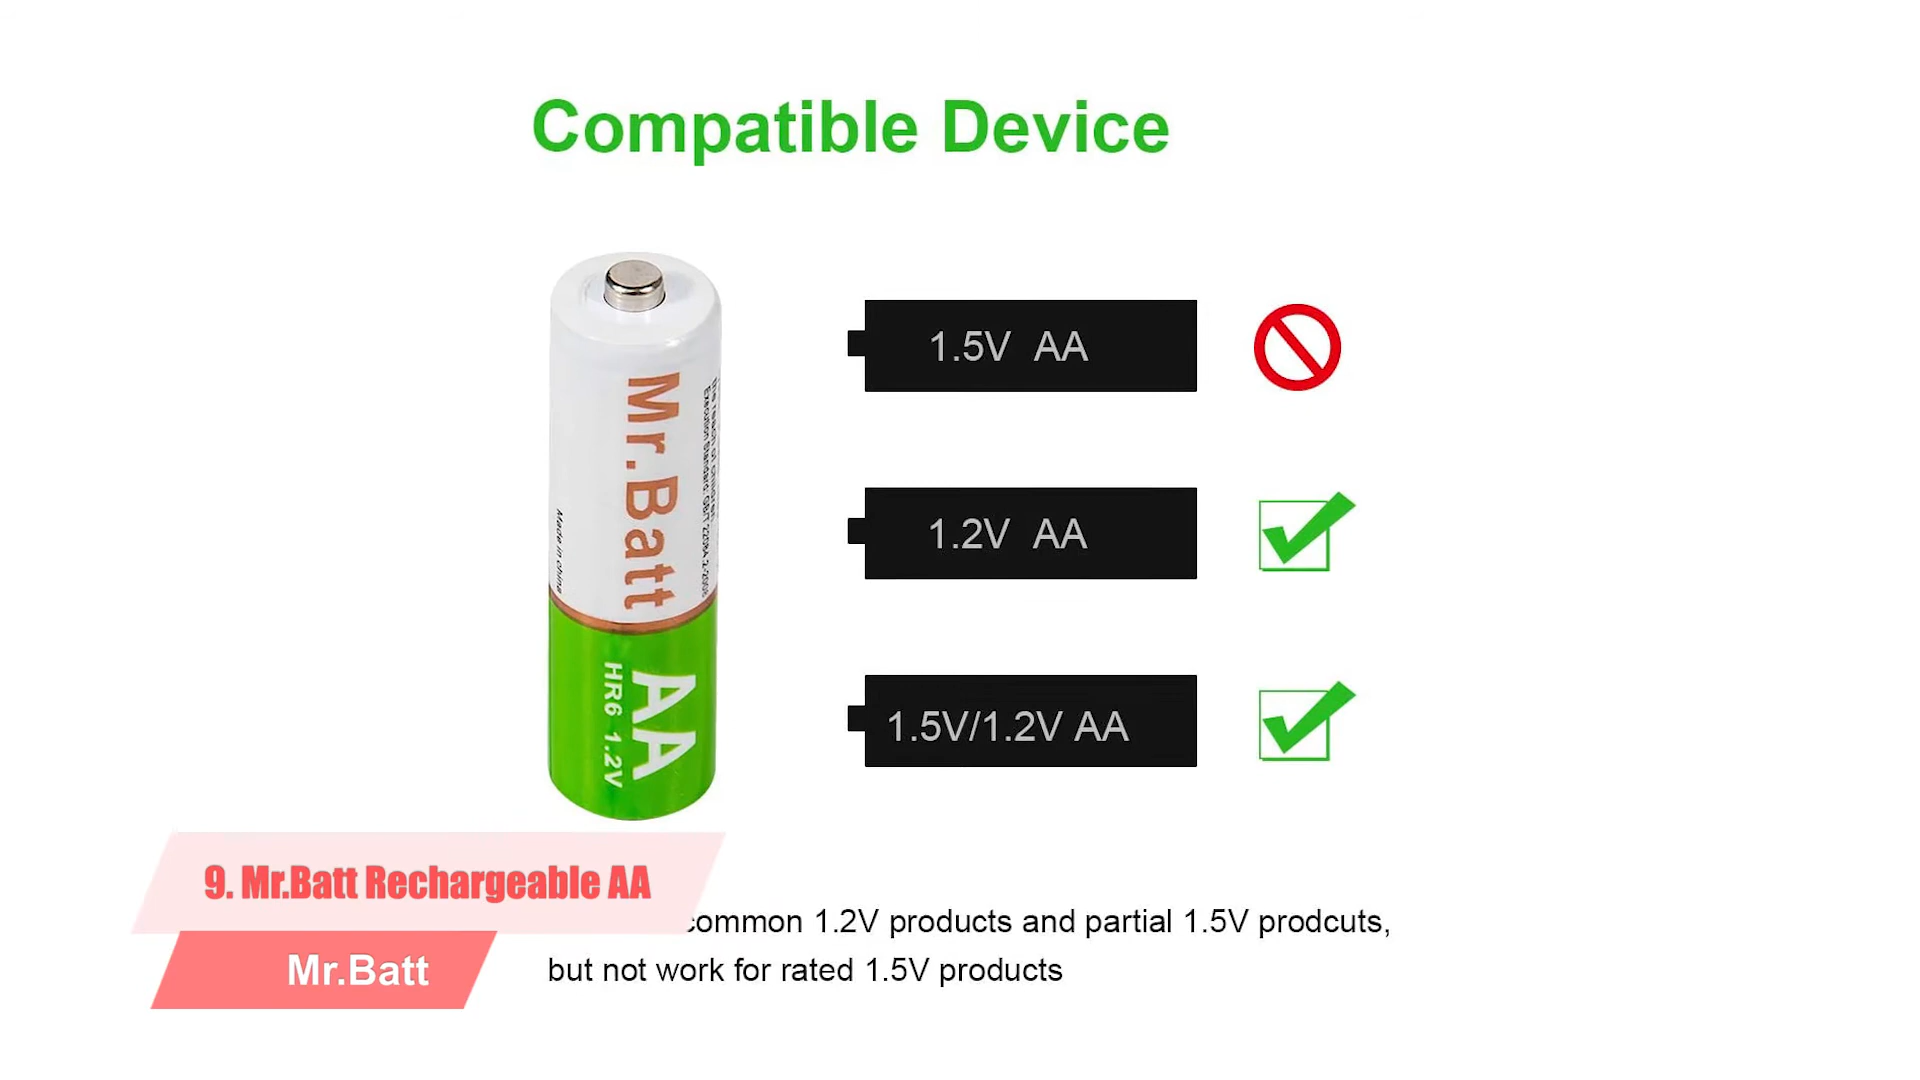 Compatible Device
Mr.Batt
Made in china
AA
HR6 1.2V
1.5V AA
1.2V AA
1.5V/1.2V AA
9. Mr.Batt Rechargeable AA
common 1.2V products and partial 1.5V prodcuts,
Mr.Batt
but not work for rated 1.5V products